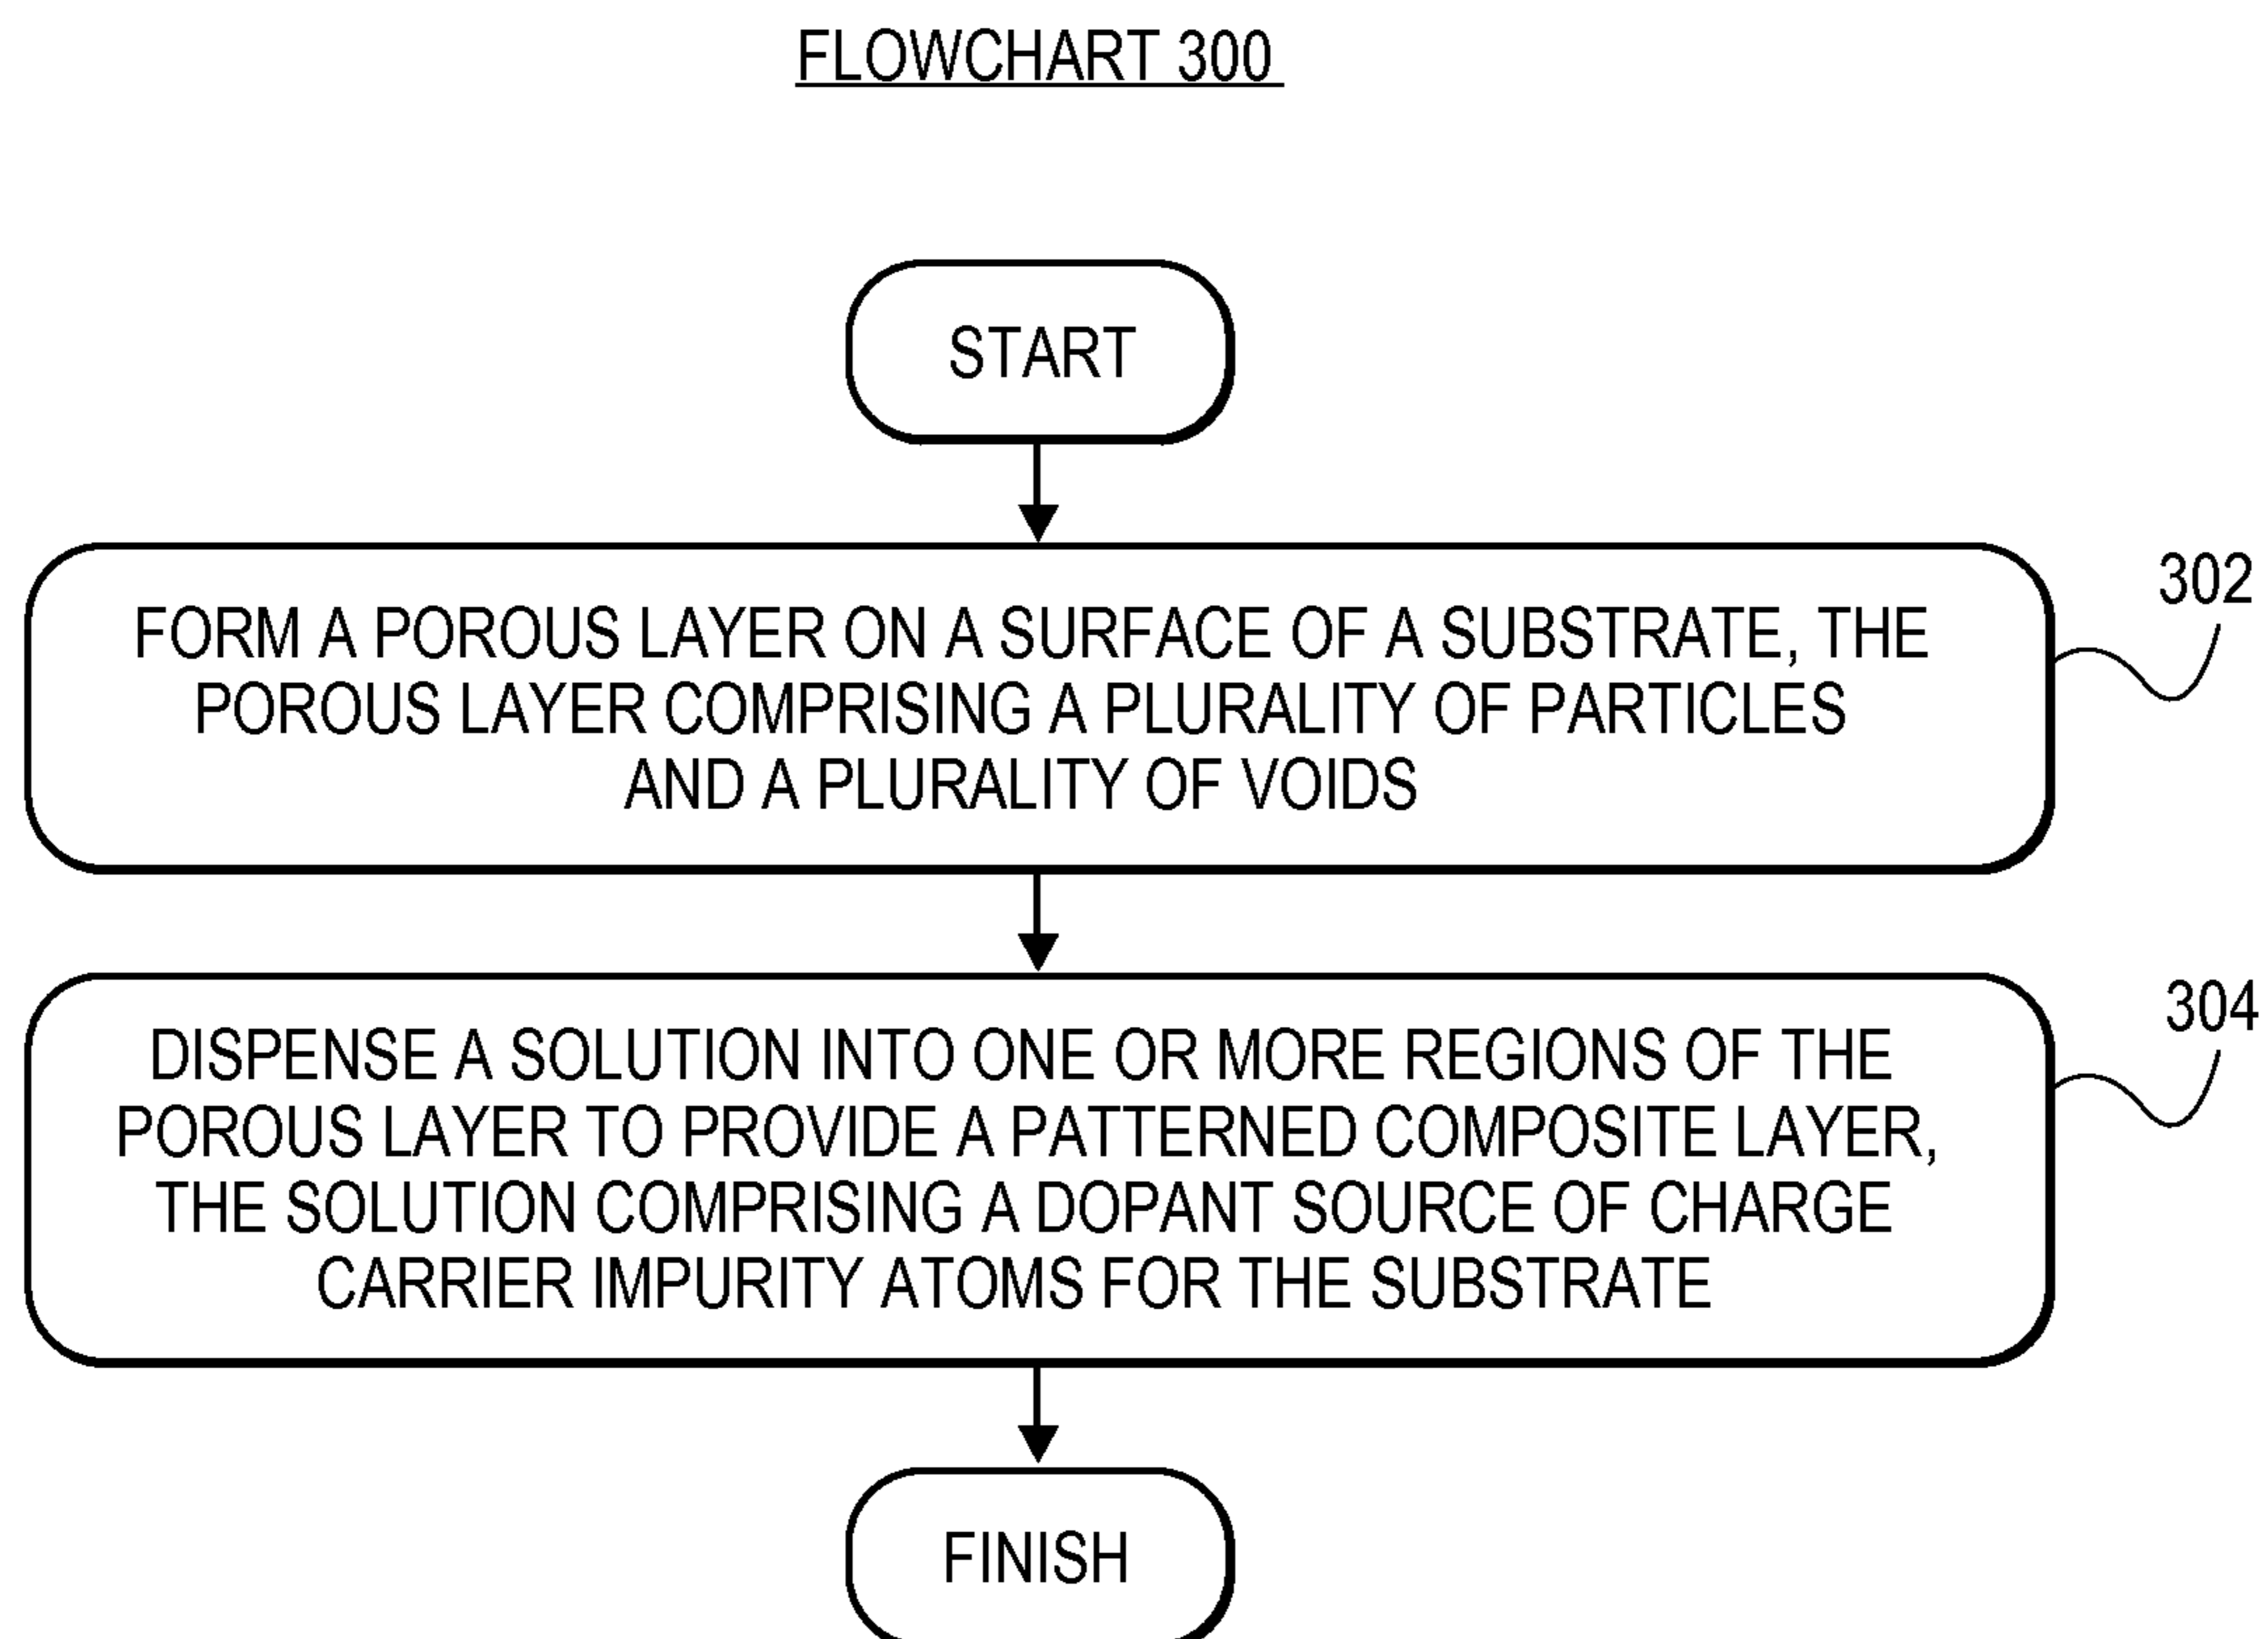 FLOWCHART 300
START
302
FORM A POROUS LAYER ON A SURFACE OF A SUBSTRATE, THE
POROUS LAYER COMPRISING A PLURALITY OF PARTICLES
AND A PLURALITY OF VOIDS
304
DISPENSE A SOLUTION INTO ONE OR MORE REGIONS OF THE
POROUS LAYER TO PROVIDE A PATTERNED COMPOSITE LAYER,
THE SOLUTION COMPRISING A DOPANT SOURCE OF CHARGE
CARRIER IMPURITY ATOMS FOR THE SUBSTRATE
FINISH